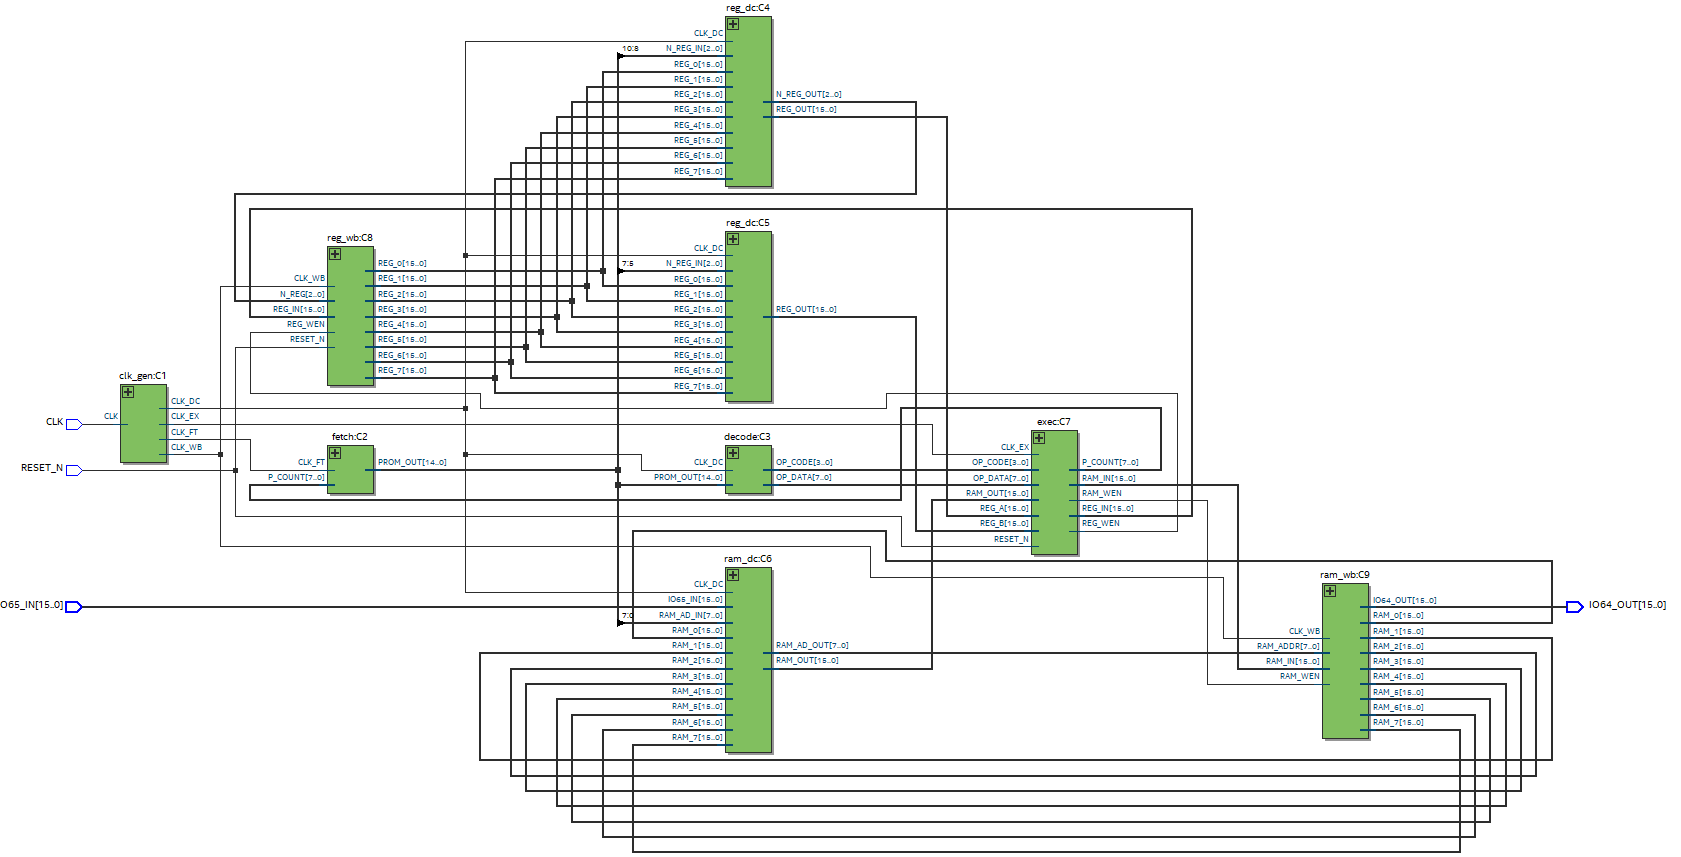 reg_dc:C4
CLK_DC
10:8
N_REG_IN[2..0]
REG_0[15..0]
REG_1[15..0]
REG_2[15..0]
REG_3[15..0]
REG_4[15..0]
REG_5[15..0]
REG_6[15..0]
REG_7[15..0]
N_REG_OUT[2..0]
REG_OUT[15..0]
reg_dc:C5
CLK_DC
7:5
N_REG_IN[2..0]
REG_0[15..0]
REG_1[15..0]
REG_2[15..0]
REG_3[15..0]
REG_4[15..0]
REG_5[15..0]
REG_6[15..0]
REG_7[15..0]
REG_OUT[15..0]
reg_wb:C8
CLK_WB
N_REG[2..0]
REG_IN[15..0]
REG_WEN
RESET_N
REG_0[15..0]
REG_1[15..0]
REG_2[15..0]
REG_3[15..0]
REG_4[15..0]
REG_5[15..0]
REG_6[15..0]
REG_7[15..0]
clk_gen:C1
CLK
CLK
CLK_DC
CLK_EX
CLK_FT
CLK_WB
RESET_N
fetch:C2
CLK_FT
P_COUNT[7..0]
PROM_OUT[14..0]
decode:C3
CLK_DC
PROM_OUT[14..0]
OP_CODE[3..0]
OP_DATA[7..0]
exec:C7
CLK_EX
OP_CODE[3..0]
OP_DATA[7..0]
RAM_OUT[15..0]
REG_A[15..0]
REG_B[15..0]
RESET_N
P_COUNT[7..0]
RAM_IN[15..0]
RAM_WEN
REG_IN[15..0]
REG_WEN
ram_dc:C6
CLK_DC
IO65_IN[15..0]
7:0
RAM_AD_IN[7..0]
RAM_0[15..0]
RAM_1[15..0]
RAM_2[15..0]
RAM_3[15..0]
RAM_4[15..0]
RAM_5[15..0]
RAM_6[15..0]
RAM_7[15..0]
RAM_AD_OUT[7..0]
RAM_OUT[15..0]
O65_IN[15..0]
ram_wb:C9
CLK_WB
RAM_ADDR[7..0]
RAM_IN[15..0]
RAM_WEN
IO64_OUT[15..0]
RAM_0[15..0]
RAM_1[15..0]
RAM_2[15..0]
RAM_3[15..0]
RAM_4[15..0]
RAM_5[15..0]
RAM_6[15..0]
RAM_7[15..0]
IO64_OUT[15..0]